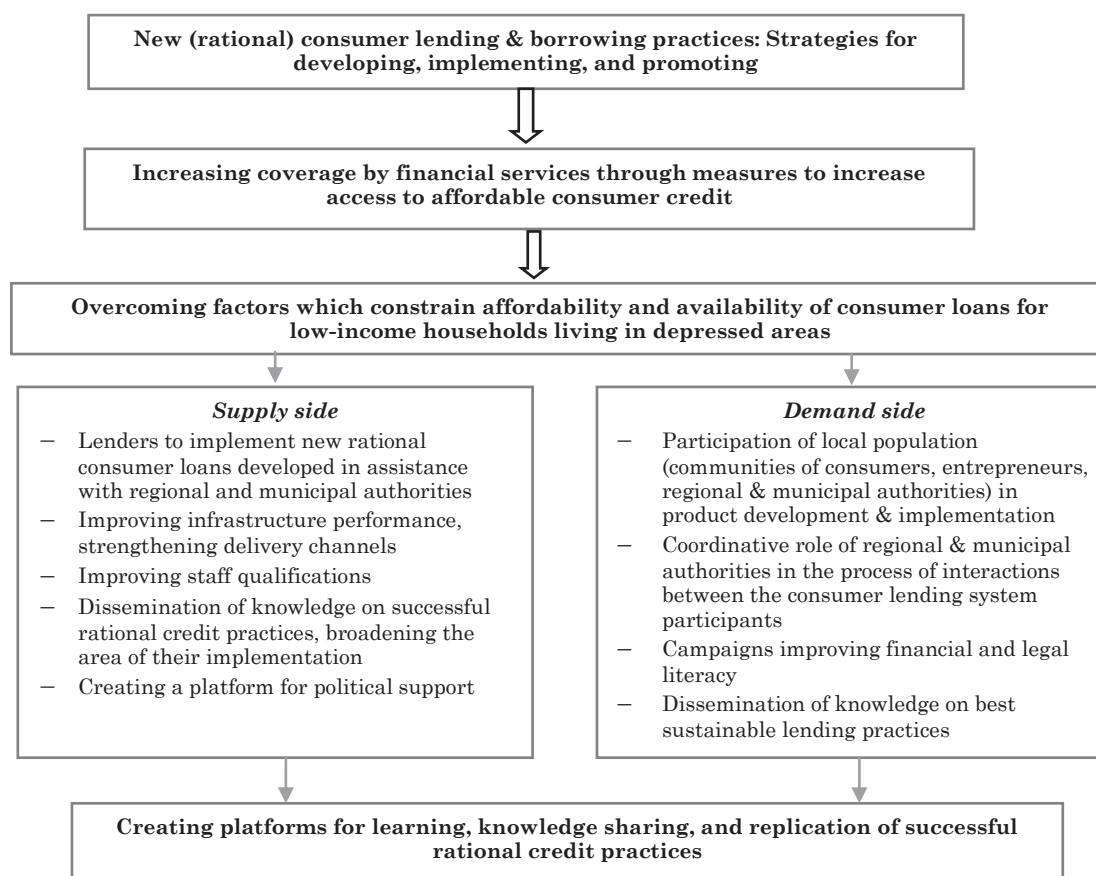 New (rational) consumer lending & borrowing practices: Strategies for
developing, implementing, and promoting
Increasing coverage by financial services through measures to increase
access to affordable consumer credit
Overcoming factors which constrain affordability and availability of consumer loans for
low-income households living in depressed areas
Supply side
– Lenders to implement new rational
consumer loans developed in assistance
with regional and municipal authorities
– Improving infrastructure performance,
strengthening delivery channels
– Improving staff qualifications
– Dissemination of knowledge on successful
rational credit practices, broadening the
area of their implementation
– Creating a platform for political support
Demand side
– Participation of local population
(communities of consumers, entrepreneurs,
regional & municipal authorities) in
product development & implementation
– Coordinative role of regional & municipal
authorities in the process of interactions
between the consumer lending system
participants
– Campaigns improving financial and legal
literacy
– Dissemination of knowledge on best
sustainable lending practices
Creating platforms for learning, knowledge sharing, and replication of successful
rational credit practices